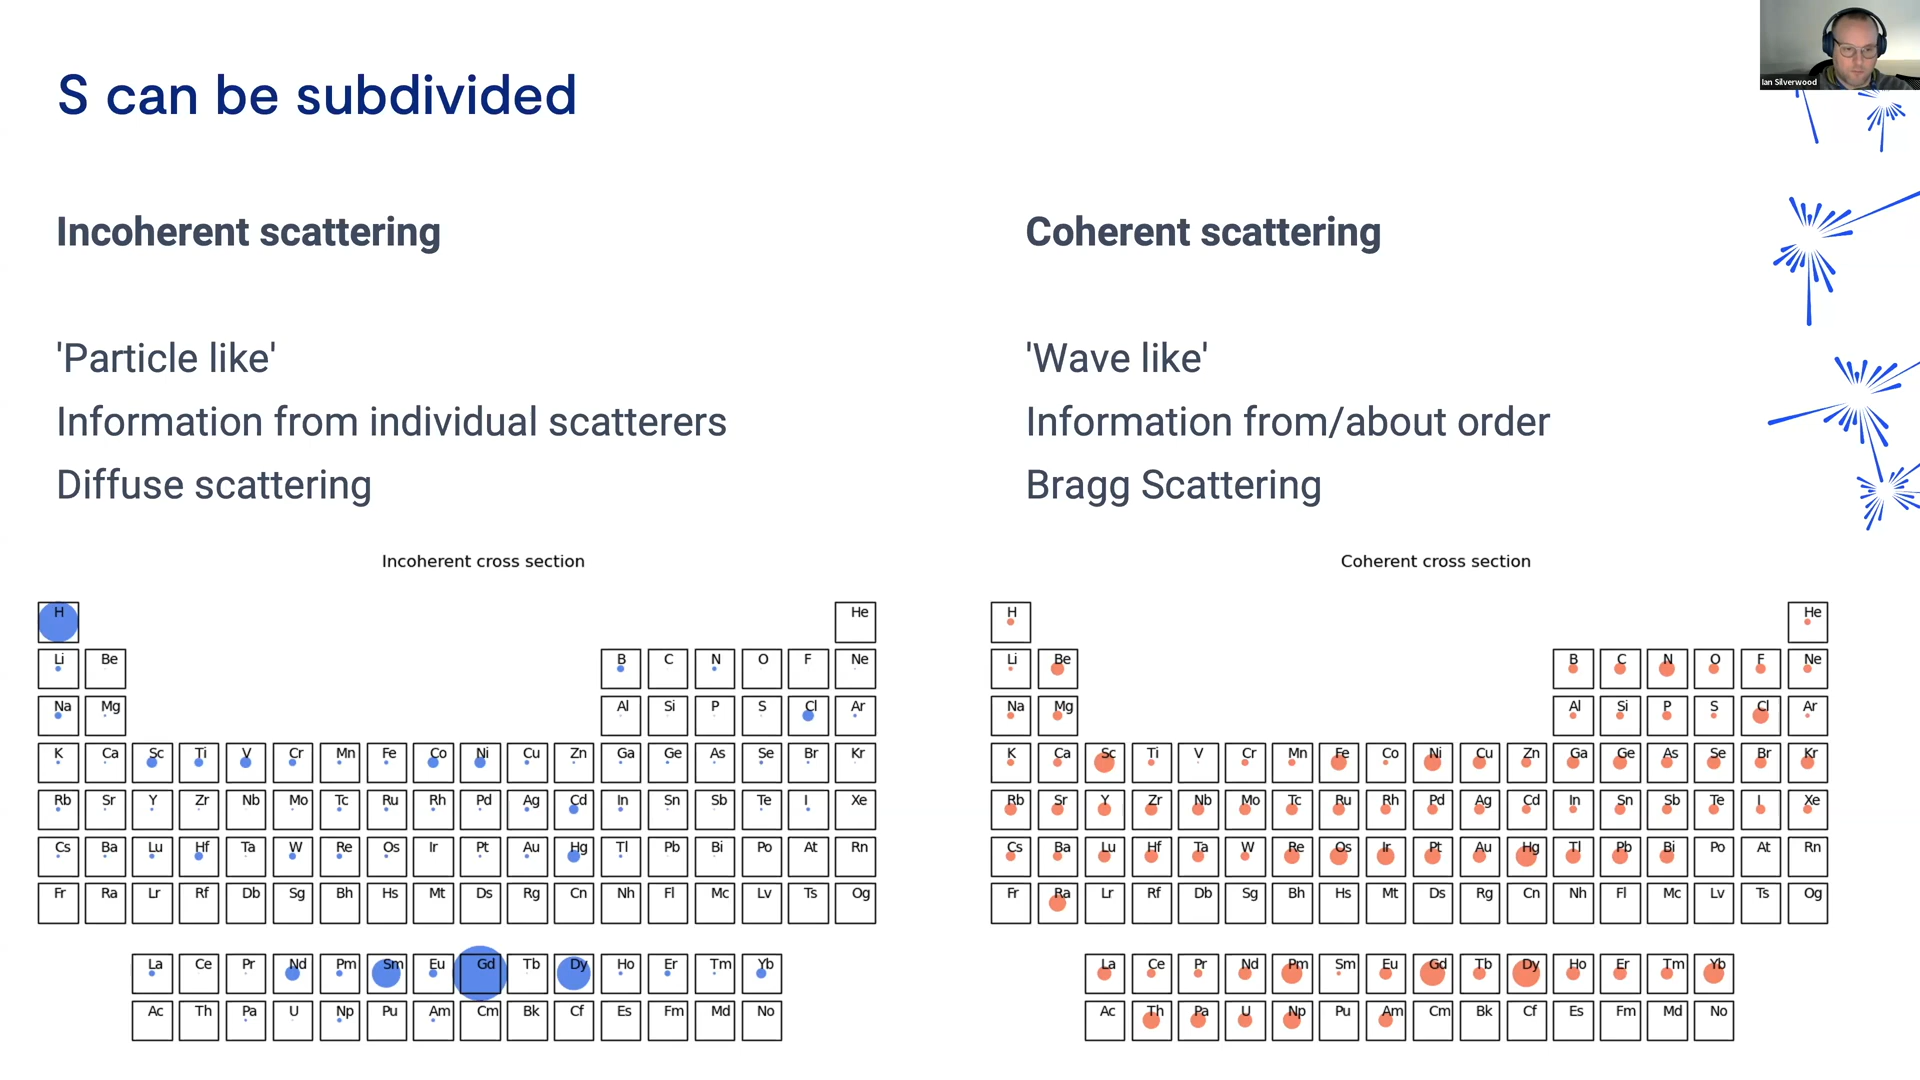 S can be subdivided
Ian Silverwood
Incoherent scattering
'Particle like'
Information from individual scatterers
Diffuse scattering
Coherent scattering
'Wave like'
Information from/about order
Bragg Scattering
Incoherent cross section
H He
Li Be B C N O F Ne
Na Mg Al Si P S Cl Ar
K Ca Sc Ti V Cr Mn Fe Co Ni Cu Zn Ga Ge As Se Br Kr
Rb Sr Y Zr Nb Mo Tc Ru Rh Pd Ag Cd In Sn Sb Te I Xe
Cs Ba Lu Hf Ta W Re Os Ir Pt Au Hg Tl Pb Bi Po At Rn
Fr Ra Lr Rf Db Sg Bh Hs Mt Ds Rg Cn Nh Fl Mc Lv Ts Og
La Ce Pr Nd Pm Sm Eu Gd Tb Dy Ho Er Tm Yb
Ac Th Pa U Np Pu Am Cm Bk Cf Es Fm Md No
Coherent cross section
H He
Li Be B C N O F Ne
Na Mg Al Si P S Cl Ar
K Ca Sc Ti V Cr Mn Fe Co Ni Cu Zn Ga Ge As Se Br Kr
Rb Sr Y Zr Nb Mo Tc Ru Rh Pd Ag Cd In Sn Sb Te I Xe
Cs Ba Lu Hf Ta W Re Os Ir Pt Au Hg Tl Pb Bi Po At Rn
Fr Ra Lr Rf Db Sg Bh Hs Mt Ds Rg Cn Nh Fl Mc Lv Ts Og
La Ce Pr Nd Pm Sm Eu Gd Tb Dy Ho Er Tm Yb
Ac Th Pa U Np Pu Am Cm Bk Cf Es Fm Md No